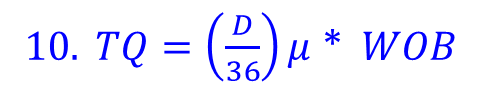 10. TQ = (D/36) μ * WOB